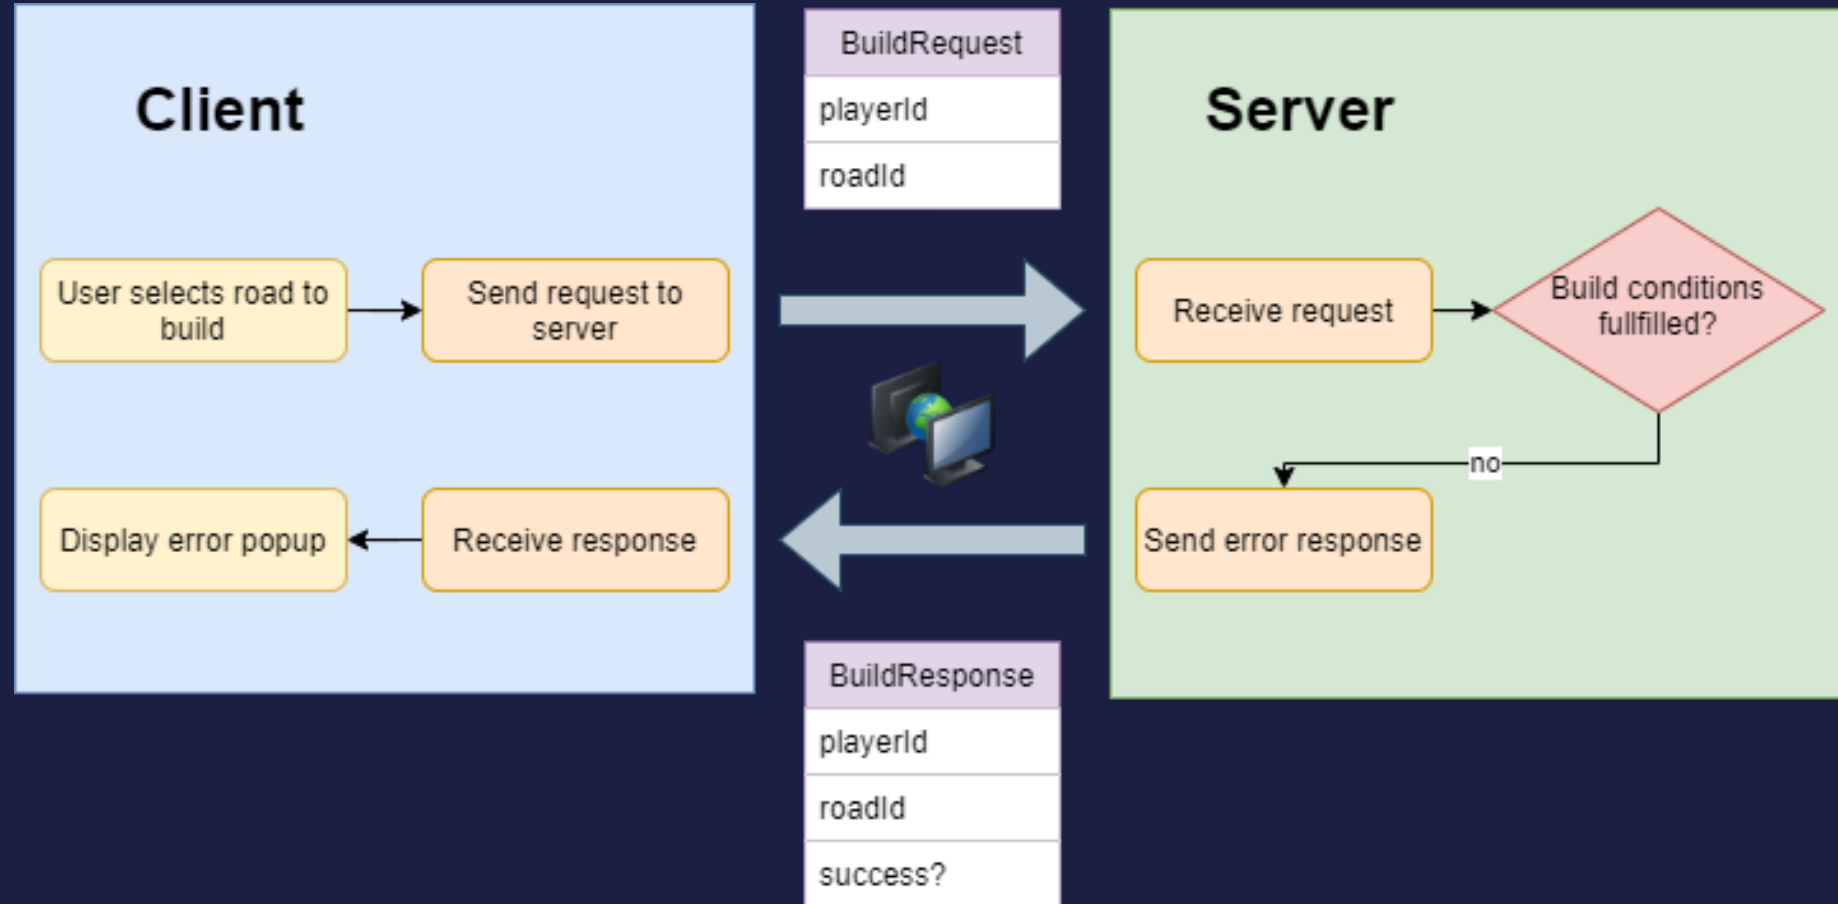 Client
BuildRequest
playerId
roadId
Server
User selects road to
build
Send request to
server
Receive request
Build conditions
fullfilled?
no
Display error popup
Receive response
Send error response
BuildResponse
playerId
roadId
success?